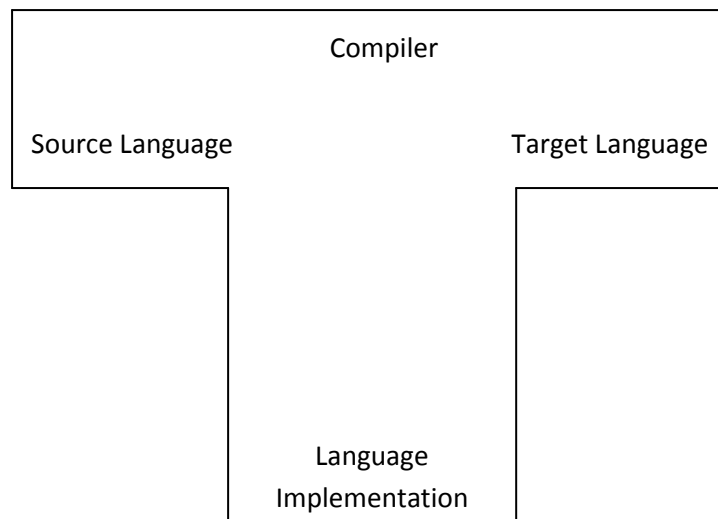 Compiler
Source Language
Target Language
Language
Implementation